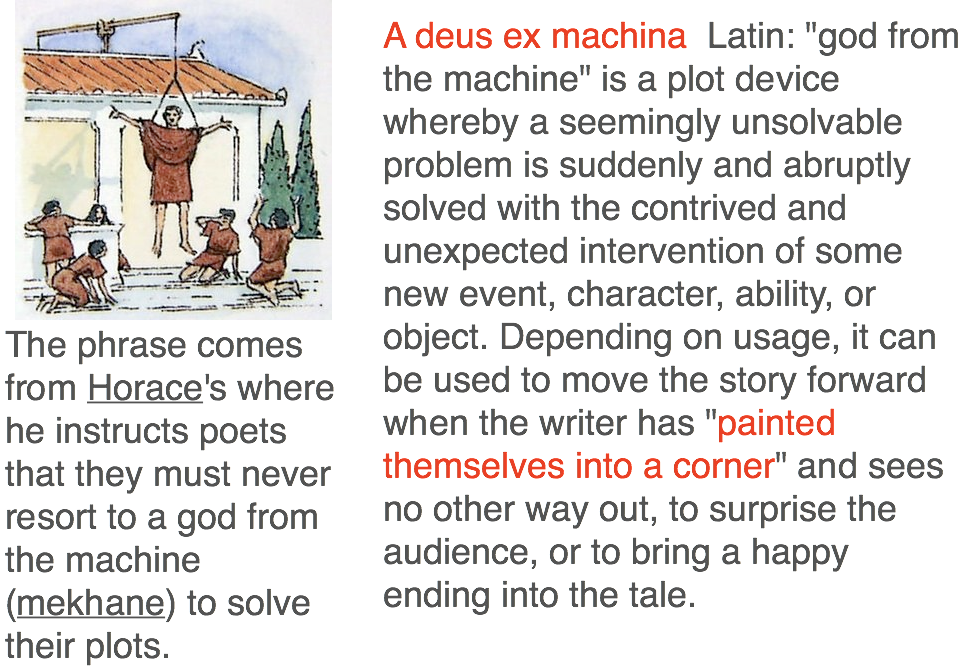 A deus ex machina  Latin: "god from
the machine" is a plot device
whereby a seemingly unsolvable
problem is suddenly and abruptly
solved with the contrived and
unexpected intervention of some
new event, character, ability, or
object. Depending on usage, it can
be used to move the story forward
when the writer has "painted
themselves into a corner" and sees
no other way out, to surprise the
audience, or to bring a happy
ending into the tale.
The phrase comes
from Horace's where
he instructs poets
that they must never
resort to a god from
the machine
(mekhane) to solve
their plots.